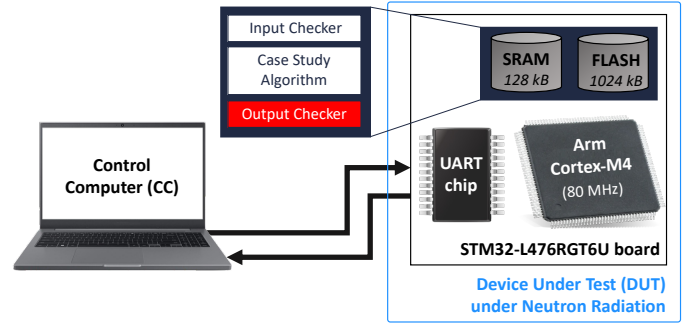 Input Checker
Case Study
Algorithm
Output Checker
SRAM
128 kB
FLASH
1024 kB
Control
Computer (CC)
UART
chip
Arm
Cortex-M4
(80 MHz)
STM32-L476RGT6U board
Device Under Test (DUT)
under Neutron Radiation